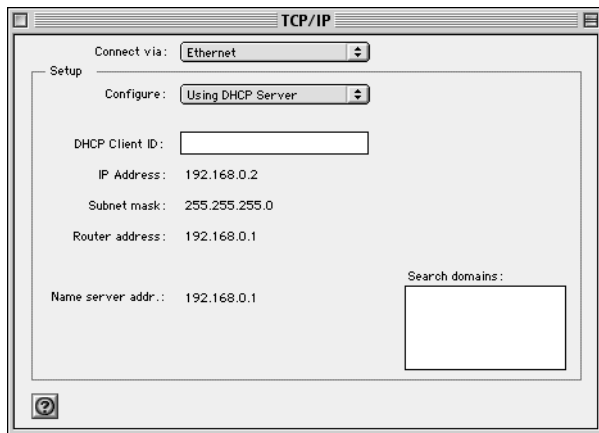 TCP/IP
Connect via: Ethernet
Setup
Configure: Using DHCP Server
DHCP Client ID:
IP Address: 192.168.0.2
Subnet mask: 255.255.255.0
Router address: 192.168.0.1
Search domains:
Name server addr.: 192.168.0.1
?